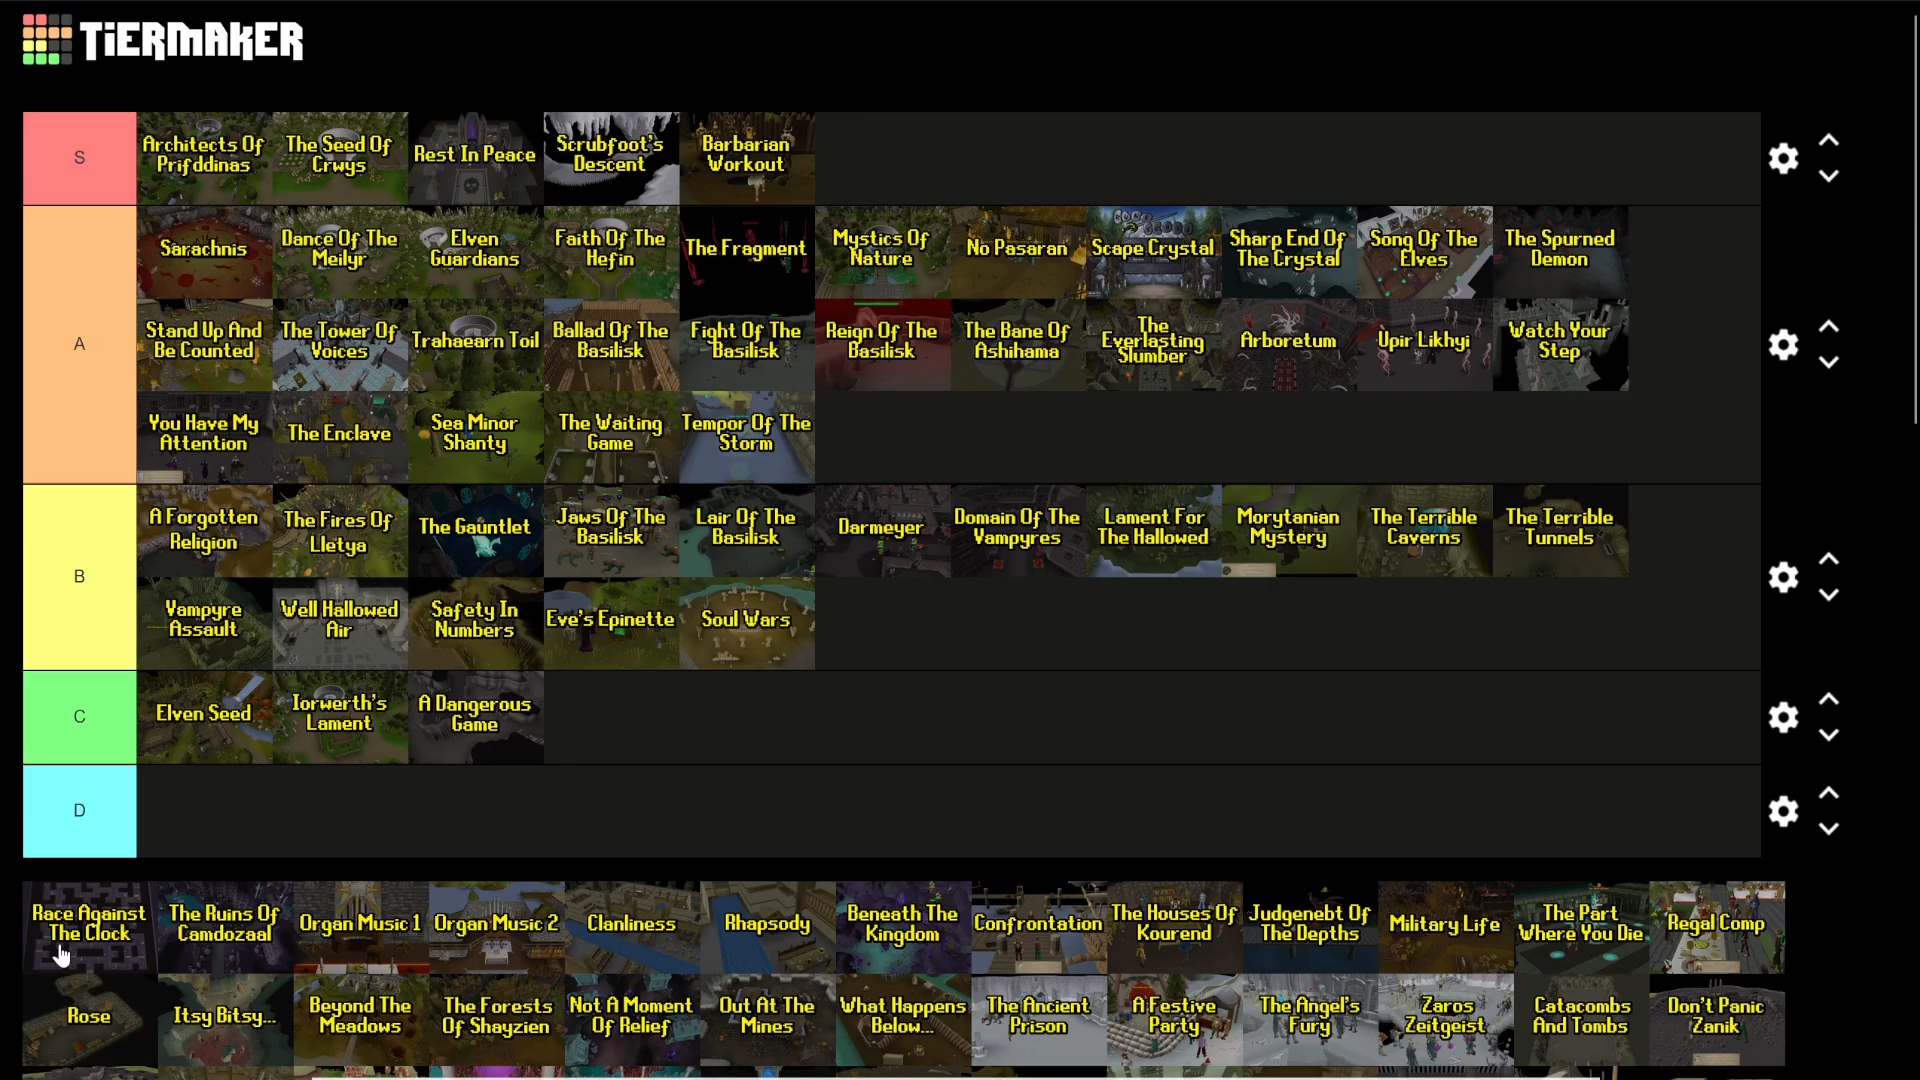 TiERMAKER
S
Architects Of
Prifddinas
The Seed Of
Crwys
Rest In Peace
Scrubfoot's
Descent
Barbarian
Workout
A
Sarachnis
Dance Of The
Meilyr
Elven
Guardians
Faith Of The
Hefin
The Fragment
Mystics Of
Nature
No Pasaran
Scape Crystal
Sharp End Of
The Crystal
Song Of The
Elves
The Spurned
Demon
Stand Up And
Be Counted
The Tower Of
Voices
Trahaearn Toil
Ballad Of The
Basilisk
Fight Of The
Basilisk
Reign Of The
Basilisk
The Bane Of
Ashihama
The
Everlasting
Slumber
Arboretum
Upir Likhyi
Watch Your
Step
You Have My
Attention
The Enclave
Sea Minor
Shanty
The Waiting
Game
Tempor Of The
Storm
B
A Forgotten
Religion
The Fires Of
Lletya
The Gauntlet
Jaws Of The
Basilisk
Lair Of The
Basilisk
Darmeyer
Domain Of The
Vampyres
Lament For
The Hallowed
Morytanian
Mystery
The Terrible
Caverns
The Terrible
Tunnels
Vampyre
Assault
Well Hallowed
Air
Safety In
Numbers
Eve's Epinette
Soul Wars
C
Elven Seed
Iorwerth's
Lament
A Dangerous
Game
D
Race Against
The Clock
The Ruins Of
Camdozaal
Organ Music 1
Organ Music 2
Clanliness
Rhapsody
Beneath The
Kingdom
Confrontation
The Houses Of
Kourend
Judgenebt Of
The Depths
Military Life
The Part
Where You Die
Regal Comp
Rose
Itsy Bitsy...
Beyond The
Meadows
The Forests
Of Shayzien
Not A Moment
Of Relief
Out At The
Mines
What Happens
Below...
The Ancient
Prison
A Festive
Party
The Angel's
Fury
Zaros
Zeitgeist
Catacombs
And Tombs
Don't Panic
Zanik